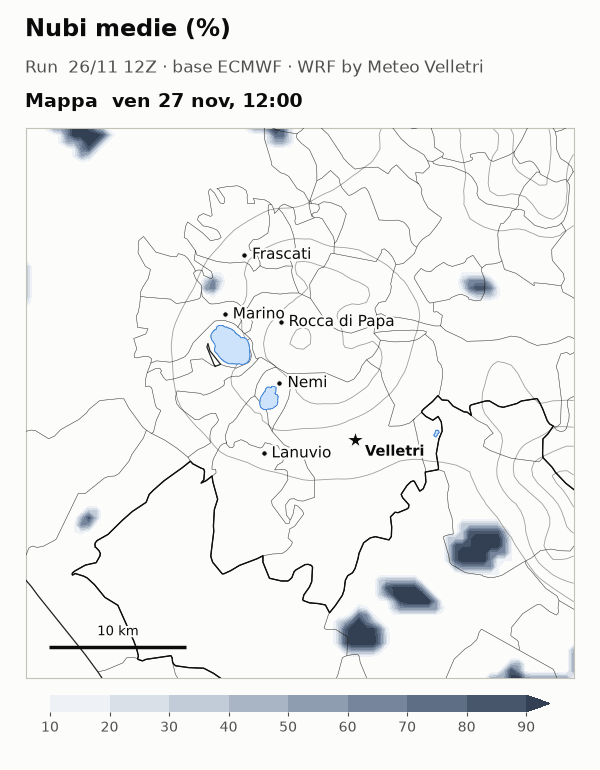 Nubi medie (%)
Run  26/11 12Z · base ECMWF · WRF by Meteo Velletri
Mappa  ven 27 nov, 12:00
Frascati
Marino
Rocca di Papa
Nemi
Lanuvio
Velletri
10 km
10 20 30 40 50 60 70 80 90